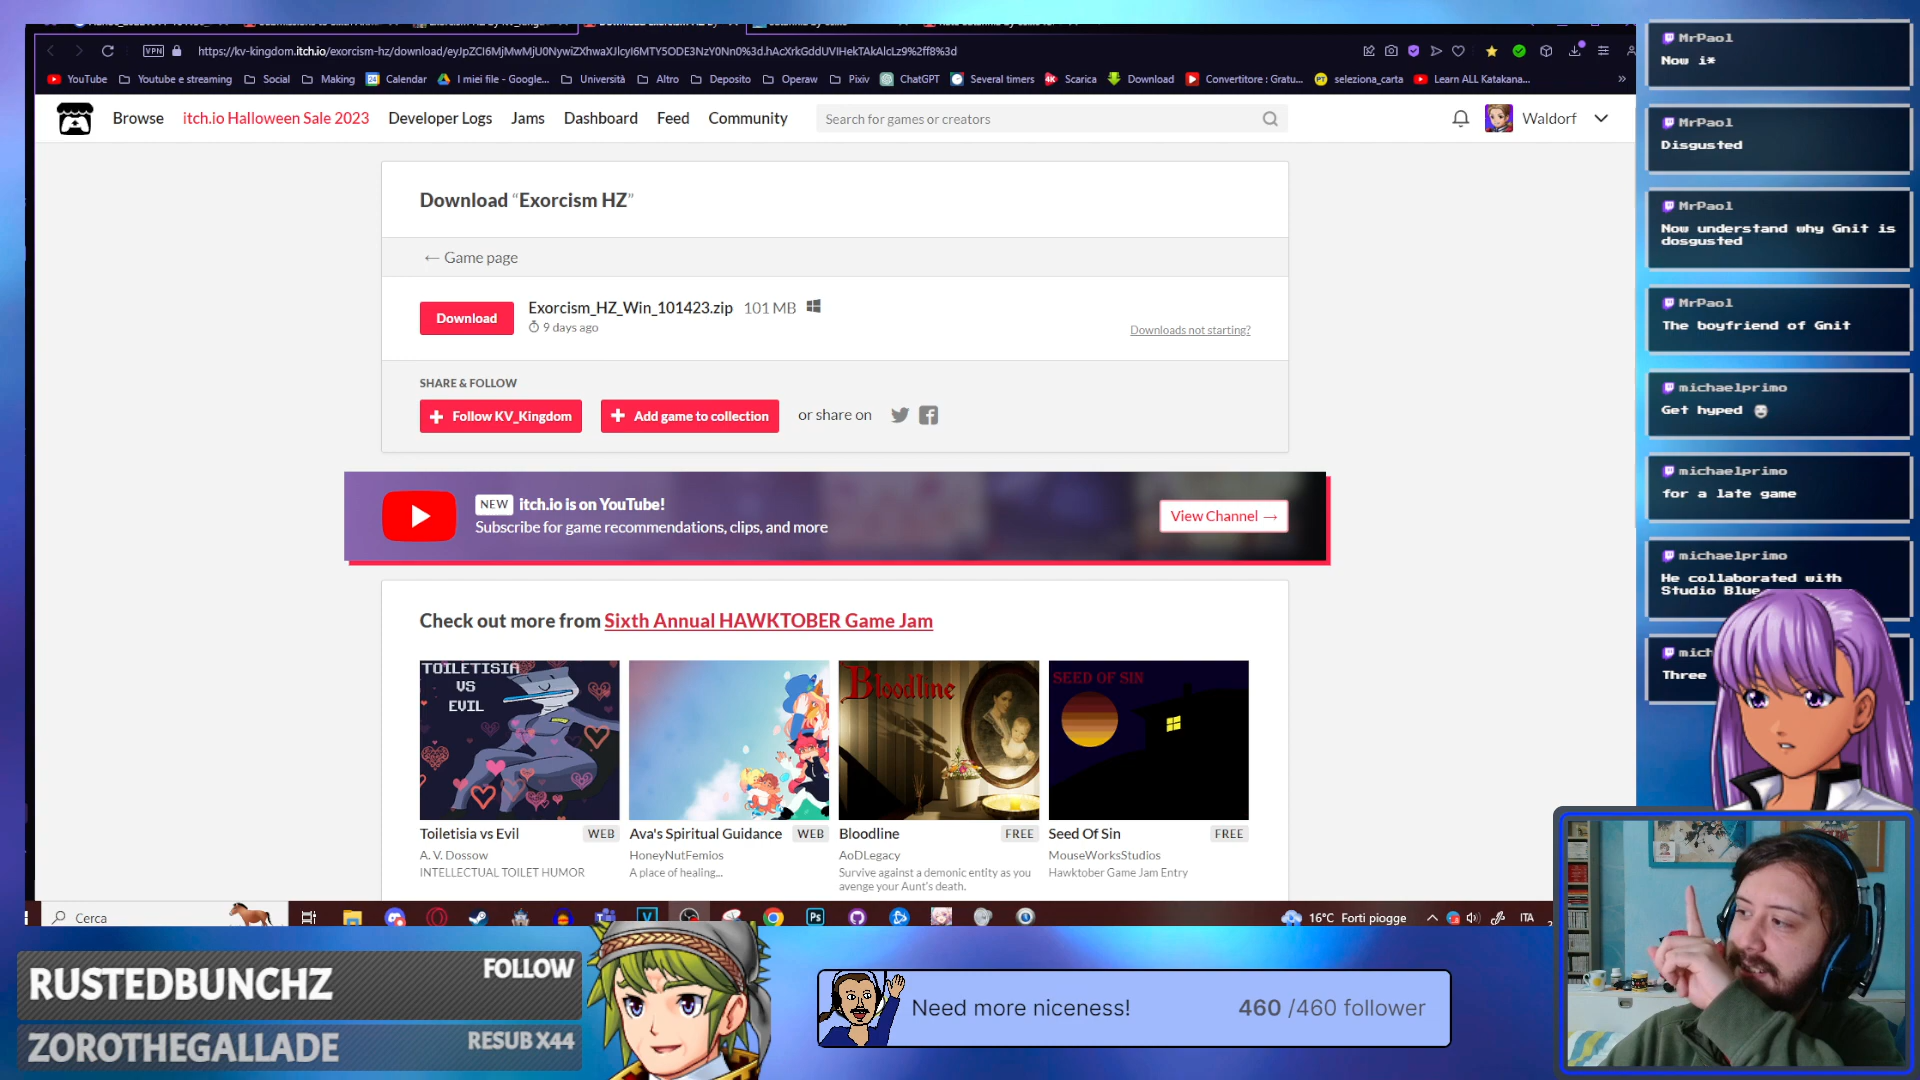 VPN
https://kv-kingdom.itch.io/exorcism-hz/download/
YouTube
Youtube e streaming
Social
Making
Calendar
I miei file - Google...
Università
Altro
Deposito
Operaw
Pixiv
ChatGPT
Several timers
Scarica
Download
Convertitore : Gratu...
seleziona_carta
Learn ALL Katakana...
»
Browse
itch.io Halloween Sale 2023
Developer Logs
Jams
Dashboard
Feed
Community
Search for games or creators
Waldorf
Download “Exorcism HZ”
← Game page
Download
Exorcism_HZ_Win_101423.zip 101 MB
9 days ago
Downloads not starting?
SHARE & FOLLOW
+ Follow KV_Kingdom
+ Add game to collection
or share on
NEW itch.io is on YouTube!
Subscribe for game recommendations, clips, and more
View Channel →
Check out more from Sixth Annual HAWKTOBER Game Jam
TOILETISIA
VS
EVIL
Bloodline
SEED OF SIN
Toiletisia vs Evil WEB
A. V. Dossow
INTELLECTUAL TOILET HUMOR
Ava's Spiritual Guidance WEB
HoneyNutFemios
A place of healing...
Bloodline FREE
AoDLegacy
Survive against a demonic entity as you
avenge your Aunt's death.
Seed Of Sin FREE
MouseWorksStudios
Hawktober Game Jam Entry
Cerca
16°C Forti piogge
ITA
MrPaol
Now i*
MrPaol
Disgusted
MrPaol
Now understand why Gnit is
dosgusted
MrPaol
The boyfriend of Gnit
michaelprimo
Get hyped
michaelprimo
for a late game
michaelprimo
He collaborated with
Studio Blue
mich
Three
RUSTEDBUNCHZ FOLLOW
ZOROTHEGALLADE RESUB X44
Need more niceness! 460 /460 follower